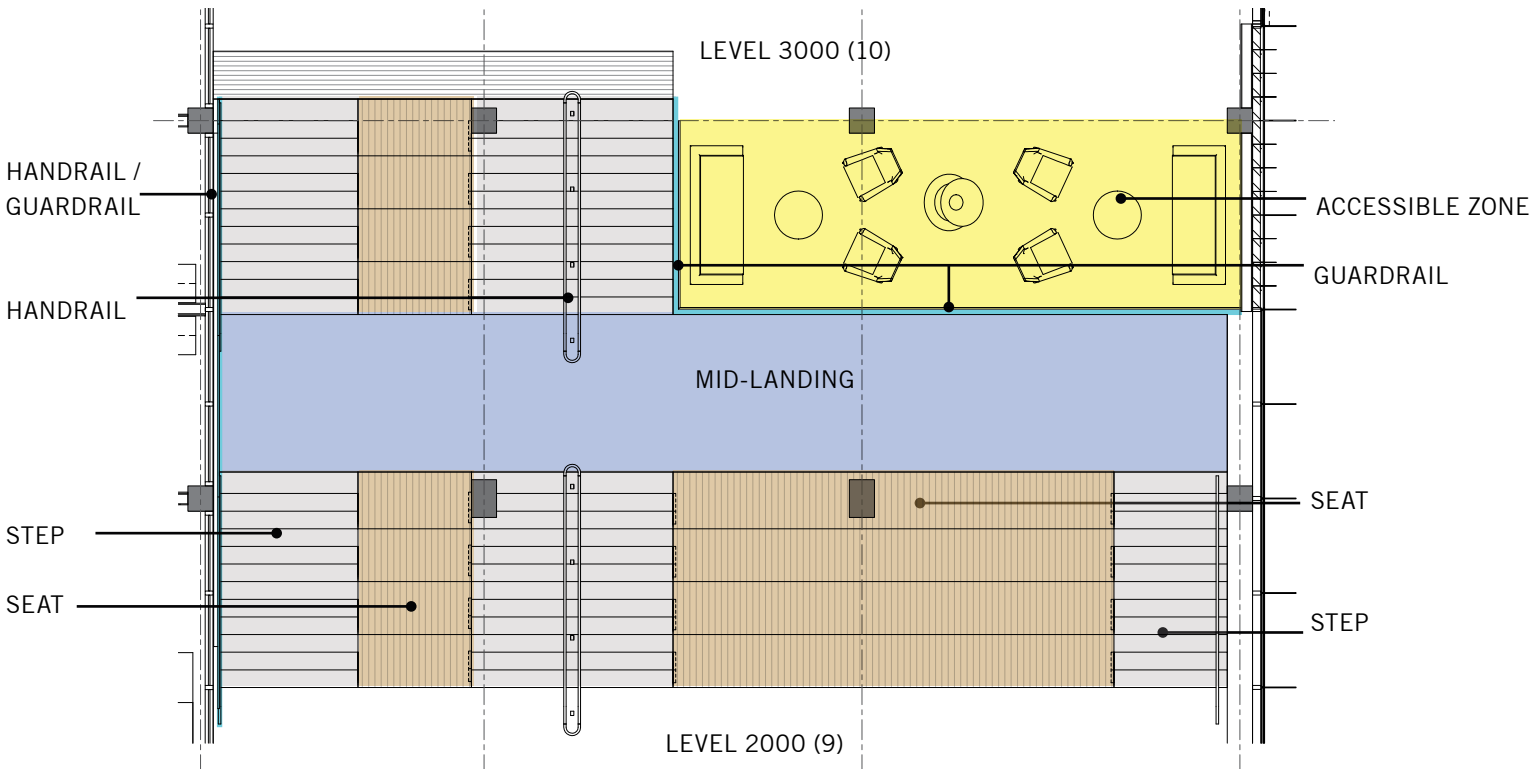 LEVEL 3000 (10)
HANDRAIL /
GUARDRAIL
ACCESSIBLE ZONE
GUARDRAIL
HANDRAIL
MID-LANDING
SEAT
STEP
SEAT
STEP
LEVEL 2000 (9)